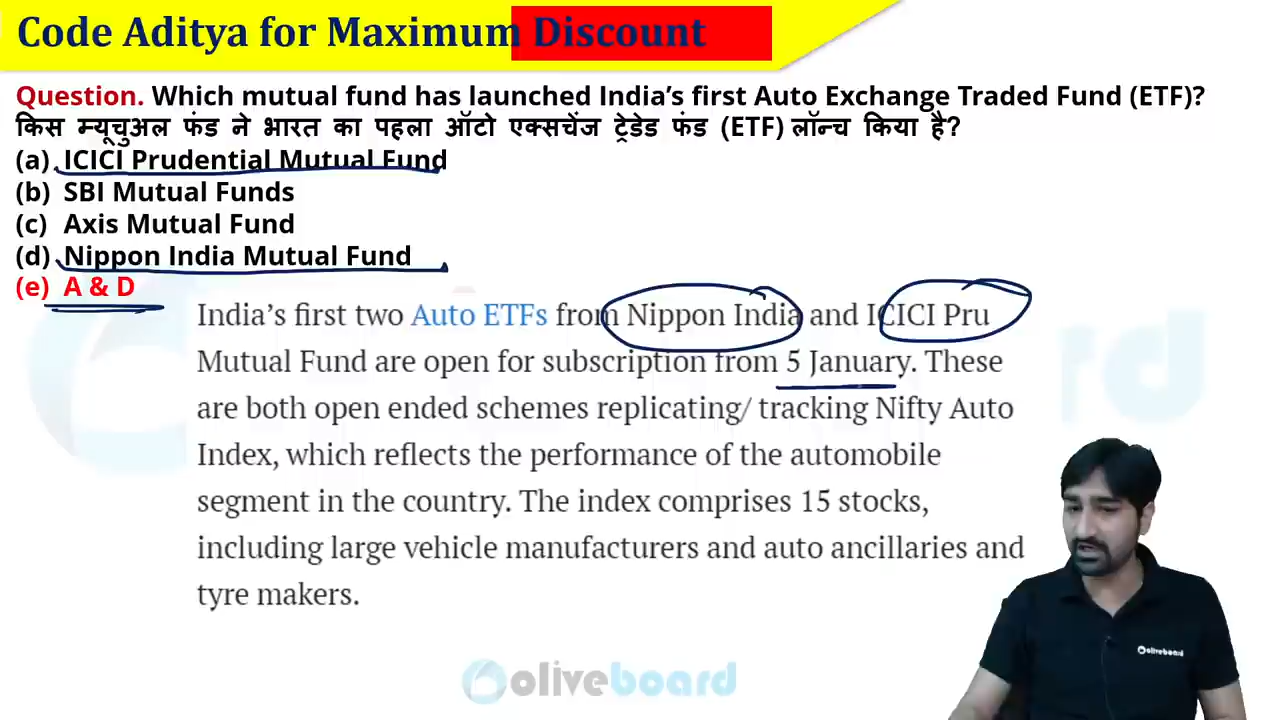 Code Aditya for Maximum Discount
Question. Which mutual fund has launched India's first Auto Exchange Traded Fund (ETF)?
किस म्यूचुअल फंड ने भारत का पहला ऑटो एक्सचेंज ट्रेडेड फंड (ETF) लॉन्च किया है?
(a) ICICI Prudential Mutual Fund
(b) SBI Mutual Funds
(c) Axis Mutual Fund
(d) Nippon India Mutual Fund
(e) A & D
India's first two Auto ETFs from Nippon India and ICICI Pru
Mutual Fund are open for subscription from 5 January. These
are both open ended schemes replicating/ tracking Nifty Auto
Index, which reflects the performance of the automobile
segment in the country. The index comprises 15 stocks,
including large vehicle manufacturers and auto ancillaries and
tyre makers.
oliveboard
oliveboard